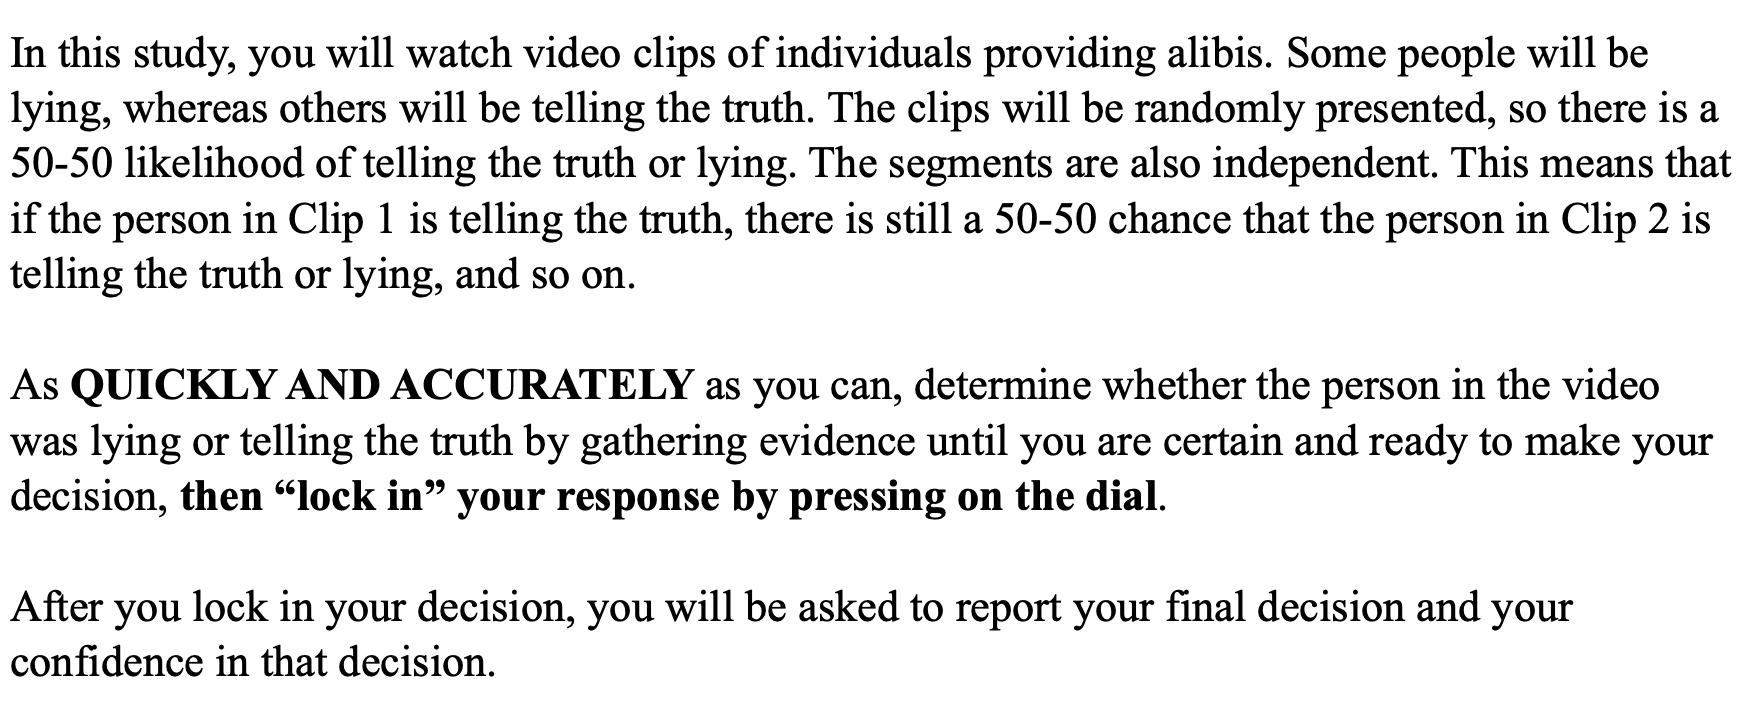 In this study, you will watch video clips of individuals providing alibis. Some people will be
lying, whereas others will be telling the truth. The clips will be randomly presented, so there is a
50-50 likelihood of telling the truth or lying. The segments are also independent. This means that
if the person in Clip 1 is telling the truth, there is still a 50-50 chance that the person in Clip 2 is
telling the truth or lying, and so on.
As QUICKLY AND ACCURATELY as you can, determine whether the person in the video
was lying or telling the truth by gathering evidence until you are certain and ready to make your
decision, then “lock in” your response by pressing on the dial.
After you lock in your decision, you will be asked to report your final decision and your
confidence in that decision.